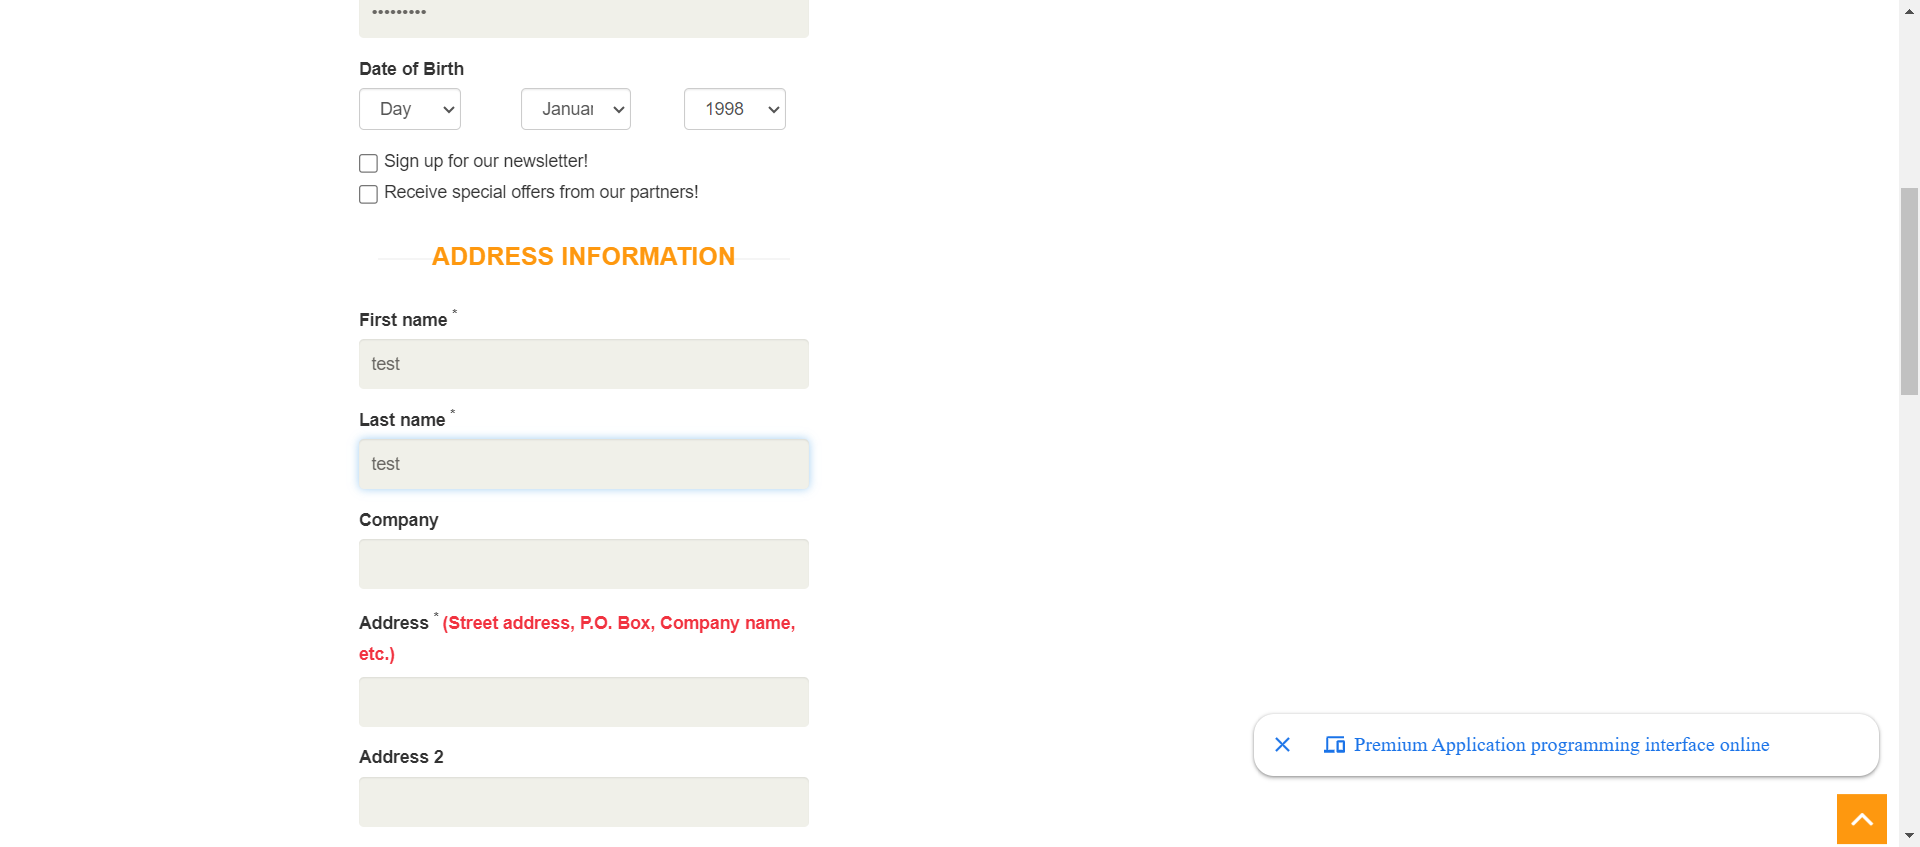 •••••••••
Date of Birth
Day Januar 1998
Sign up for our newsletter!
Receive special offers from our partners!
ADDRESS INFORMATION
First name *
test
Last name *
test
Company
Address * (Street address, P.O. Box, Company name,
etc.)
Address 2
Premium Application programming interface online